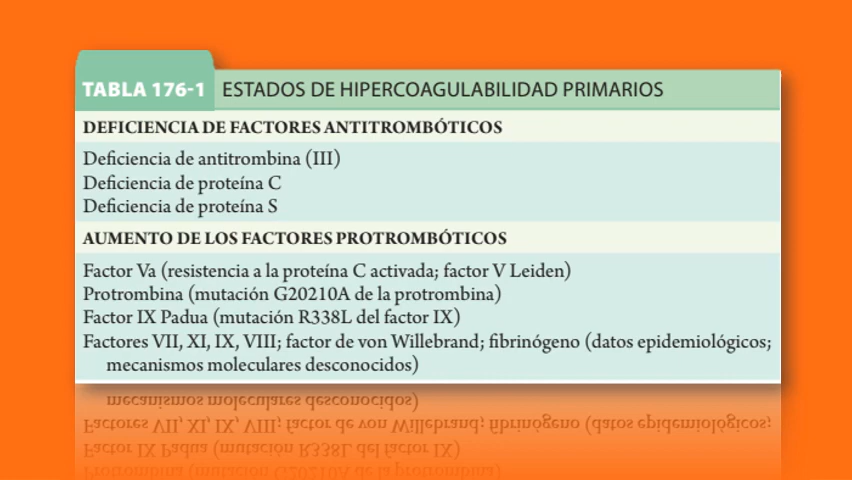 TABLA 176-1 ESTADOS DE HIPERCOAGULABILIDAD PRIMARIOS
DEFICIENCIA DE FACTORES ANTITROMBÓTICOS
Deficiencia de antitrombina (III)
Deficiencia de proteína C
Deficiencia de proteína S
AUMENTO DE LOS FACTORES PROTROMBÓTICOS
Factor Va (resistencia a la proteína C activada; factor V Leiden)
Protrombina (mutación G20210A de la protrombina)
Factor IX Padua (mutación R338L del factor IX)
Factores VII, XI, IX, VIII; factor de von Willebrand; fibrinógeno (datos epidemiológicos;
mecanismos moleculares desconocidos)